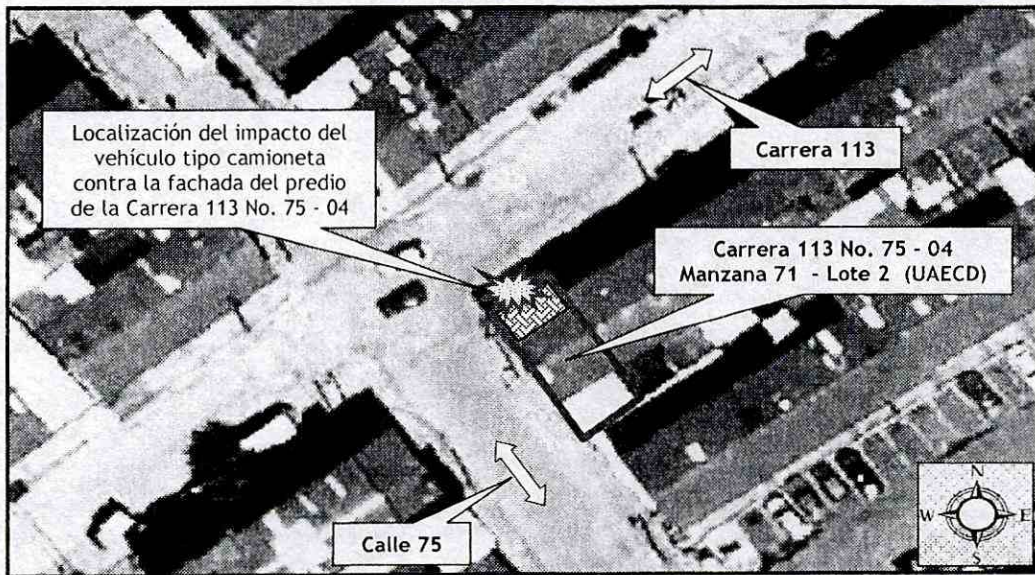 Localización del impacto del
vehículo tipo camioneta
contra la fachada del predio
de la Carrera 113 No. 75 - 04
Carrera 113
Carrera 113 No. 75 - 04
Manzana 71 - Lote 2 (UAECD)
Calle 75
N
W E
S